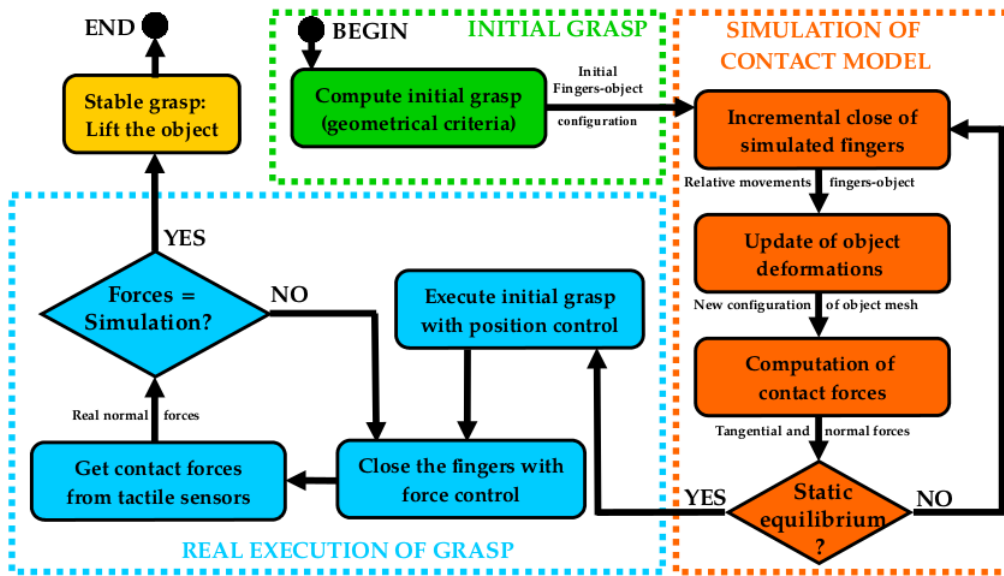 END
BEGIN
INITIAL GRASP
SIMULATION OF
CONTACT MODEL
Stable grasp:
Lift the object
Compute initial grasp
(geometrical criteria)
Initial
Fingers-object
configuration
Incremental close of
simulated fingers
Relative movements fingers-object
Update of object
deformations
New configuration of object mesh
Computation of
contact forces
Tangential and normal forces
Static
equilibrium
?
YES
NO
Execute initial grasp
with position control
Close the fingers with
force control
Get contact forces
from tactile sensors
Real normal forces
Forces =
Simulation?
YES
NO
REAL EXECUTION OF GRASP